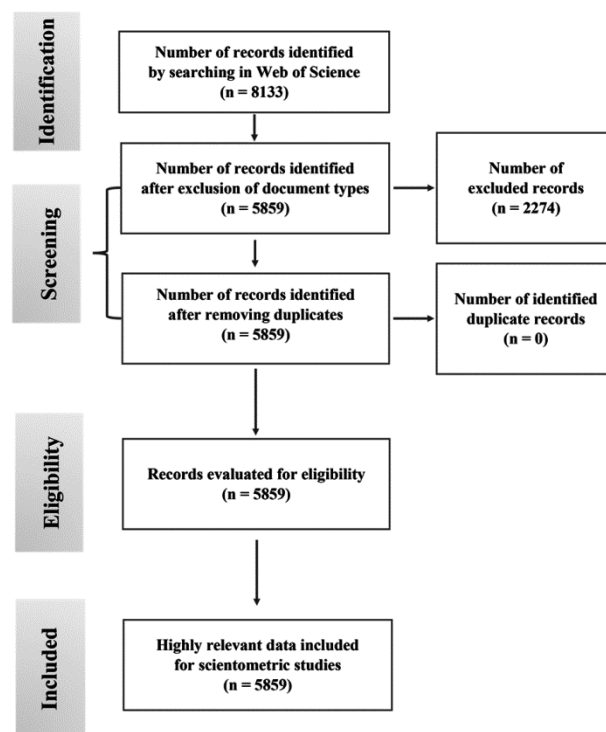 Identification
Number of records identified
by searching in Web of Science
(n = 8133)
Screening
Number of records identified
after exclusion of document types
(n = 5859)
Number of
excluded records
(n = 2274)
Number of records identified
after removing duplicates
(n = 5859)
Number of identified
duplicate records
(n = 0)
Eligibility
Records evaluated for eligibility
(n = 5859)
Included
Highly relevant data included
for scientometric studies
(n = 5859)